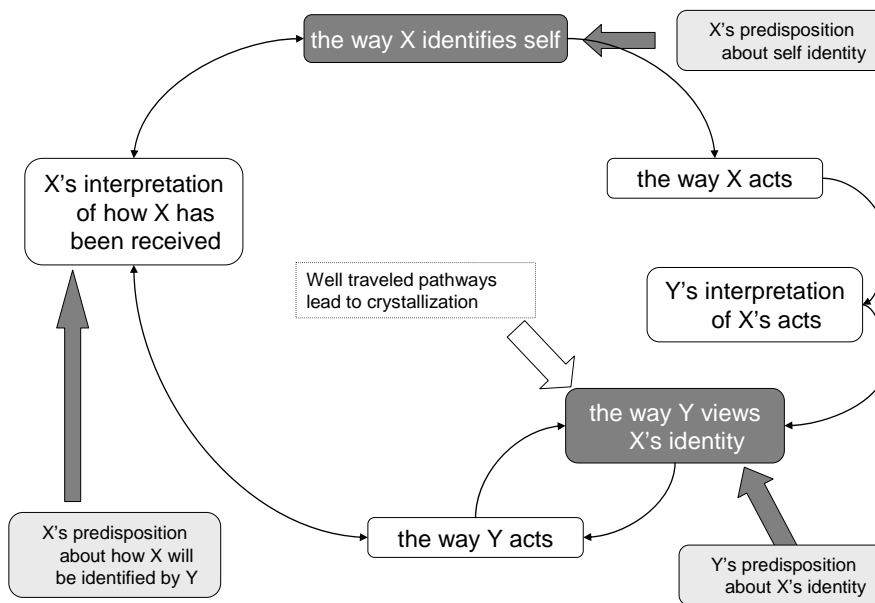 the way X identifies self
X's predisposition
about self identity
X's interpretation
of how X has
been received
the way X acts
Well traveled pathways
lead to crystallization
Y's interpretation
of X's acts
the way Y views
X's identity
the way Y acts
X's predisposition
about how X will
be identified by Y
Y's predisposition
about X's identity